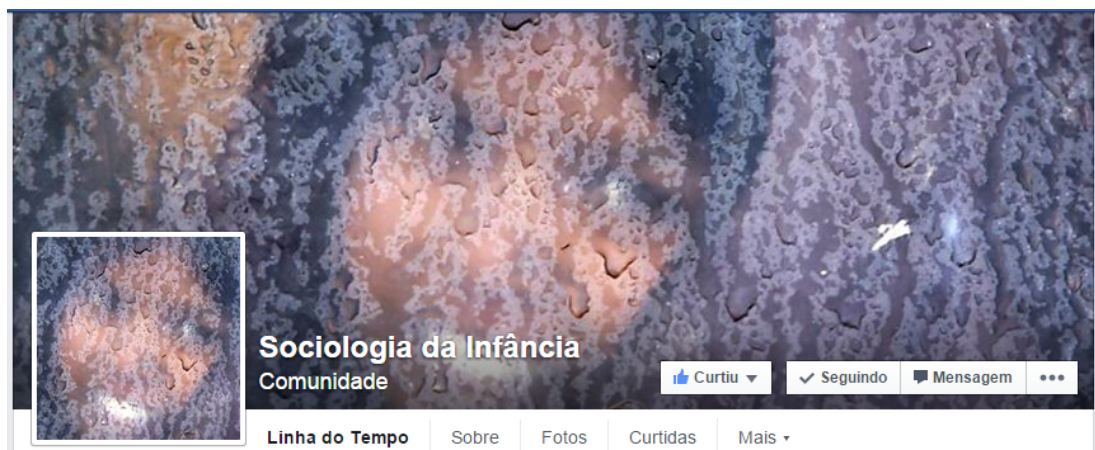 Sociologia da Infância
Comunidade
Curtiu
Seguindo
Mensagem
Linha do Tempo
Sobre
Fotos
Curtidas
Mais